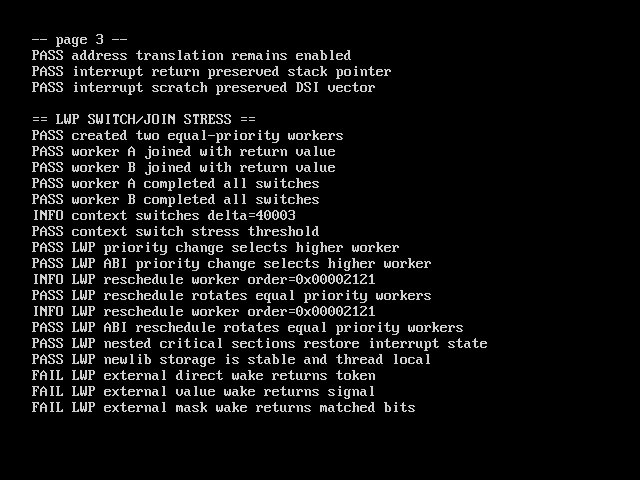 -- page 3 --
PASS address translation remains enabled
PASS interrupt return preserved stack pointer
PASS interrupt scratch preserved DSI vector
== LWP SWITCH/JOIN STRESS ==
PASS created two equal-priority workers
PASS worker A joined with return value
PASS worker B joined with return value
PASS worker A completed all switches
PASS worker B completed all switches
INFO context switches delta=40003
PASS context switch stress threshold
PASS LWP priority change selects higher worker
PASS LWP ABI priority change selects higher worker
INFO LWP reschedule worker order=0x00002121
PASS LWP reschedule rotates equal priority workers
INFO LWP reschedule worker order=0x00002121
PASS LWP ABI reschedule rotates equal priority workers
PASS LWP nested critical sections restore interrupt state
PASS LWP newlib storage is stable and thread local
FAIL LWP external direct wake returns token
FAIL LWP external value wake returns signal
FAIL LWP external mask wake returns matched bits